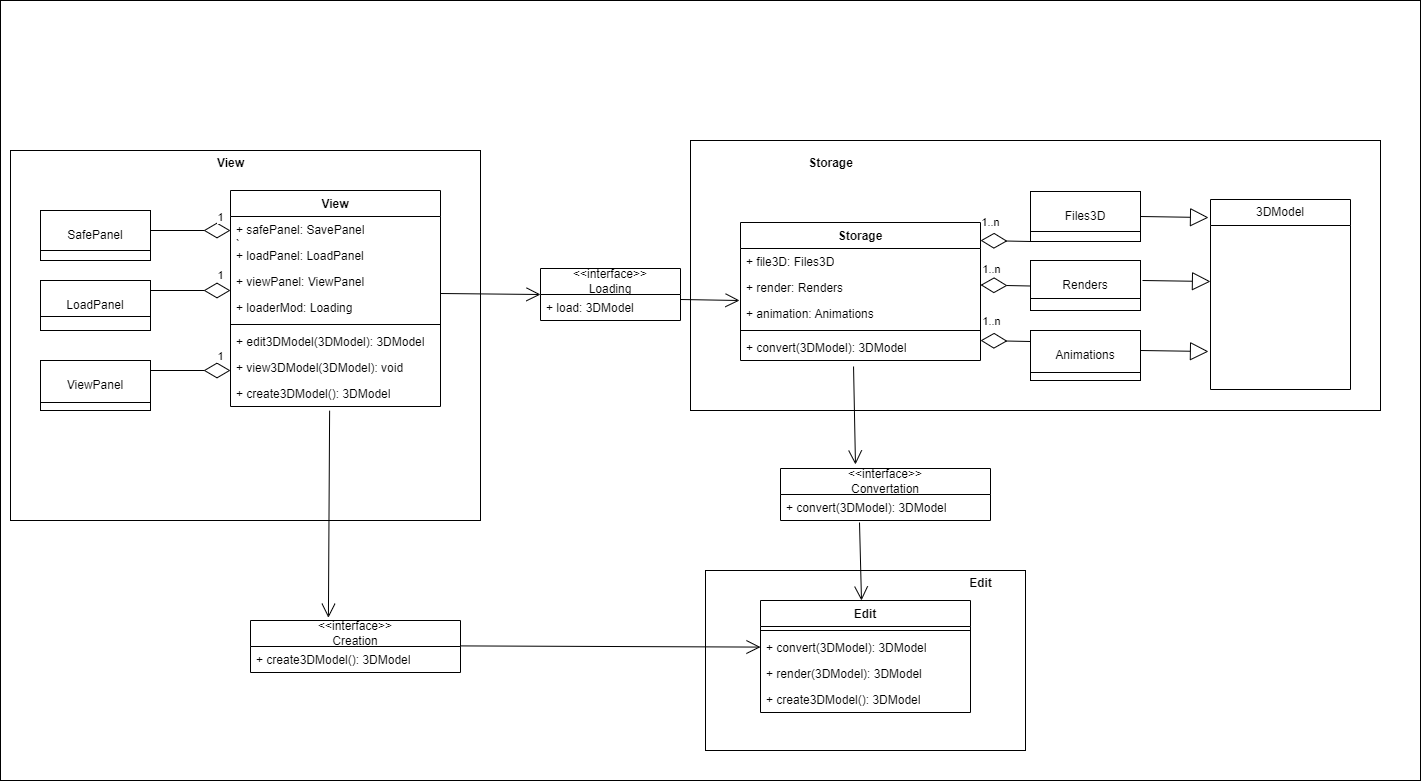 View
View
SafePanel
1
+ safePanel: SavePanel
`
+ loadPanel: LoadPanel
LoadPanel
1
+ viewPanel: ViewPanel
+ loaderMod: Loading
ViewPanel
1
+ edit3DModel(3DModel): 3DModel
+ view3DModel(3DModel): void
+ create3DModel(): 3DModel
<<interface>>
Loading
+ load: 3DModel
Storage
Storage
+ file3D: Files3D
+ render: Renders
+ animation: Animations
+ convert(3DModel): 3DModel
1..n
Files3D
1..n
Renders
1..n
Animations
3DModel
<<interface>>
Convertation
+ convert(3DModel): 3DModel
<<interface>>
Creation
+ create3DModel(): 3DModel
Edit
Edit
+ convert(3DModel): 3DModel
+ render(3DModel): 3DModel
+ create3DModel(): 3DModel